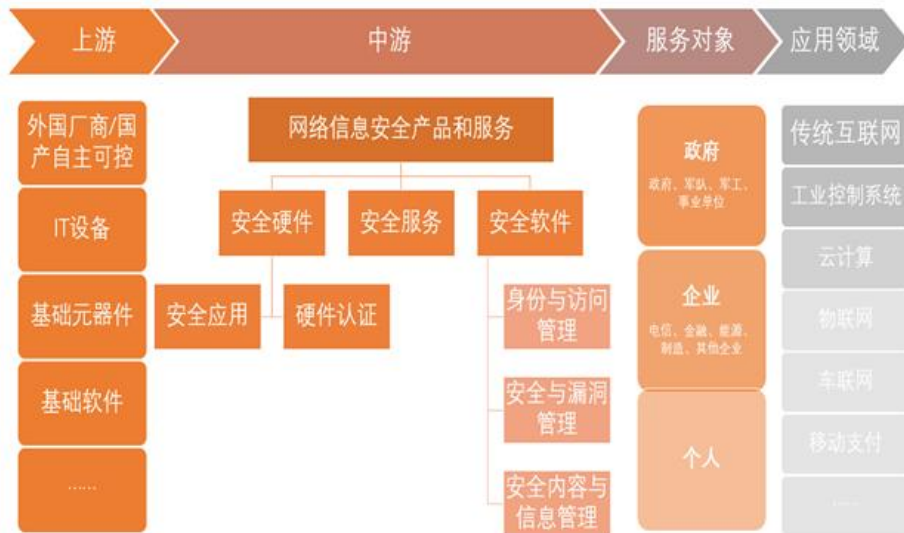 上游
中游
服务对象
应用领域
外国厂商/国
产自主可控
IT设备
基础元器件
基础软件
……
网络信息安全产品和服务
安全硬件
安全服务
安全软件
安全应用
硬件认证
身份与访问
管理
安全与漏洞
管理
安全内容与
信息管理
政府
政府、军队、军工、
事业单位
企业
电信、金融、能源、
制造、其他企业
个人
传统互联网
工业控制系统
云计算
物联网
车联网
移动支付
……